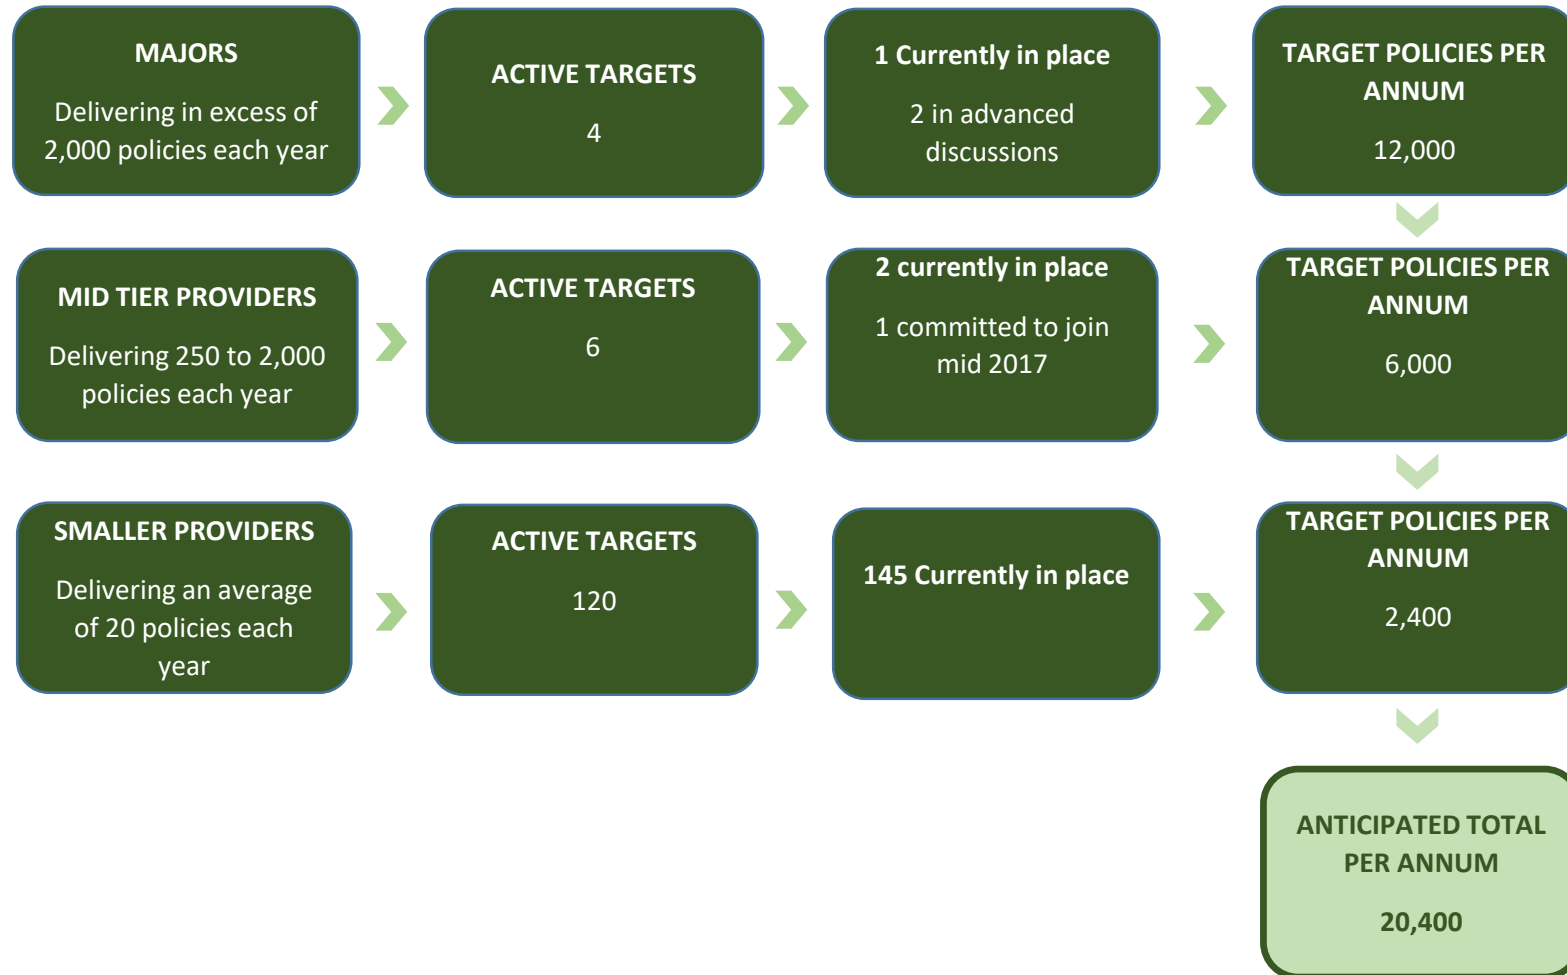 MAJORS
Delivering in excess of
2,000 policies each year
ACTIVE TARGETS
4
1 Currently in place
2 in advanced
discussions
TARGET POLICIES PER
ANNUM
12,000
MID TIER PROVIDERS
Delivering 250 to 2,000
policies each year
ACTIVE TARGETS
6
2 currently in place
1 committed to join
mid 2017
TARGET POLICIES PER
ANNUM
6,000
SMALLER PROVIDERS
Delivering an average
of 20 policies each
year
ACTIVE TARGETS
120
145 Currently in place
TARGET POLICIES PER
ANNUM
2,400
ANTICIPATED TOTAL
PER ANNUM
20,400